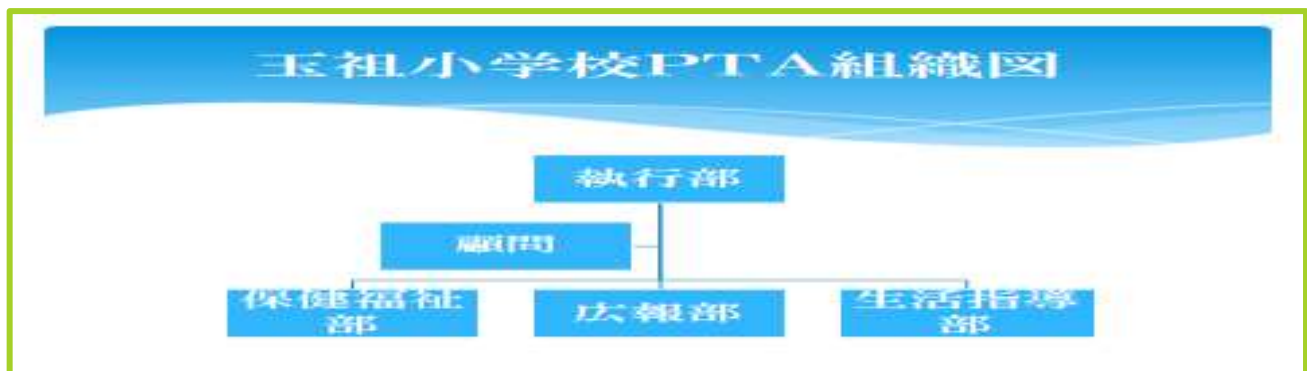 玉祖小学校PTA組織図
執行部
顧問
保健福祉
部
広報部
生活指導
部